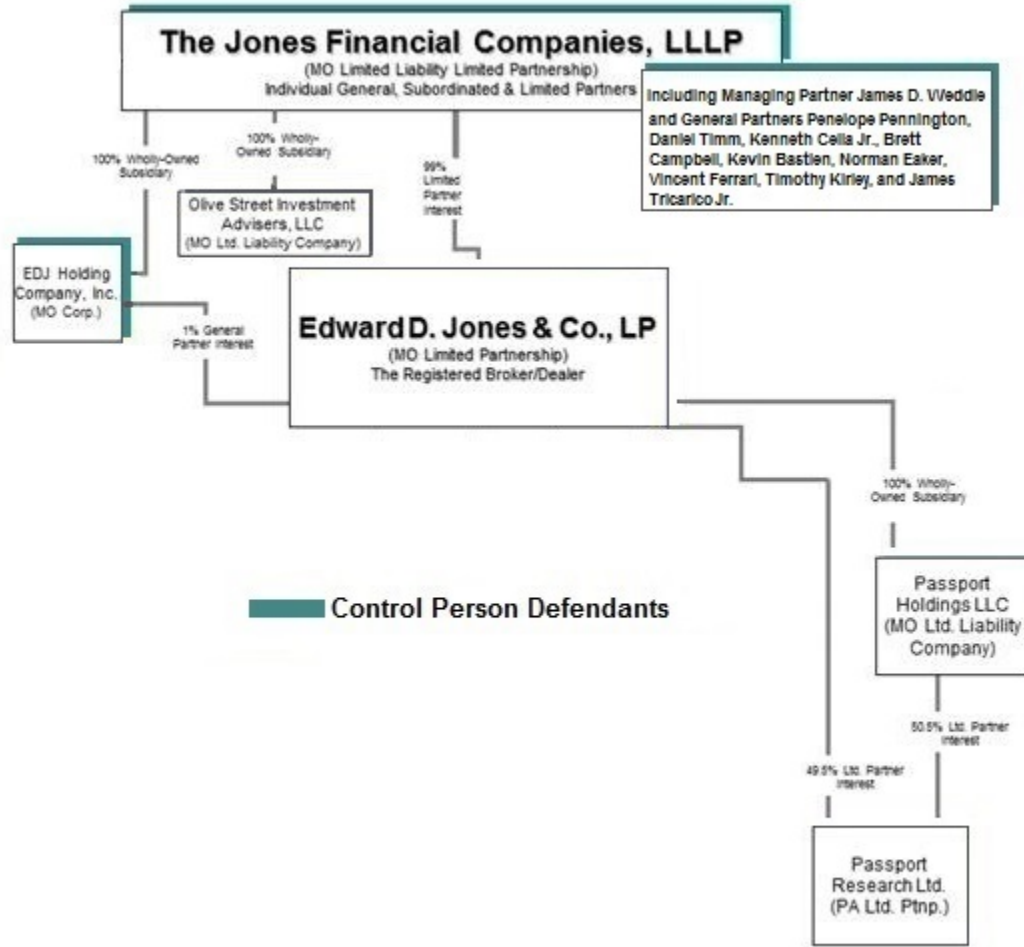 The Jones Financial Companies, LLLP
(MO Limited Liability Limited Partnership)
Individual General, Subordinated & Limited Partners
Including Managing Partner James D. Weddle
and General Partners Penelope Pennington,
Daniel Timm, Kenneth Cella Jr., Brett
Campbell, Kevin Bastien, Norman Eaker,
Vincent Ferrari, Timothy Kirley, and James
Tricarico Jr.
100% Wholly-Owned
Subsidiary
100% Wholly-
Owned Subsidiary
99%
Limited
Partner
Interest
Olive Street Investment
Advisers, LLC
(MO Ltd. Liability Company)
EDJ Holding
Company, Inc.
(MO Corp.)
1% General
Partner Interest
Edward D. Jones & Co., LP
(MO Limited Partnership)
The Registered Broker/Dealer
100% Wholly-
Owned Subsidiary
Control Person Defendants
Passport
Holdings LLC
(MO Ltd. Liability
Company)
50.5% Ltd. Partner
Interest
49.5% Ltd. Partner
Interest
Passport
Research Ltd.
(PA Ltd. Ptnp.)